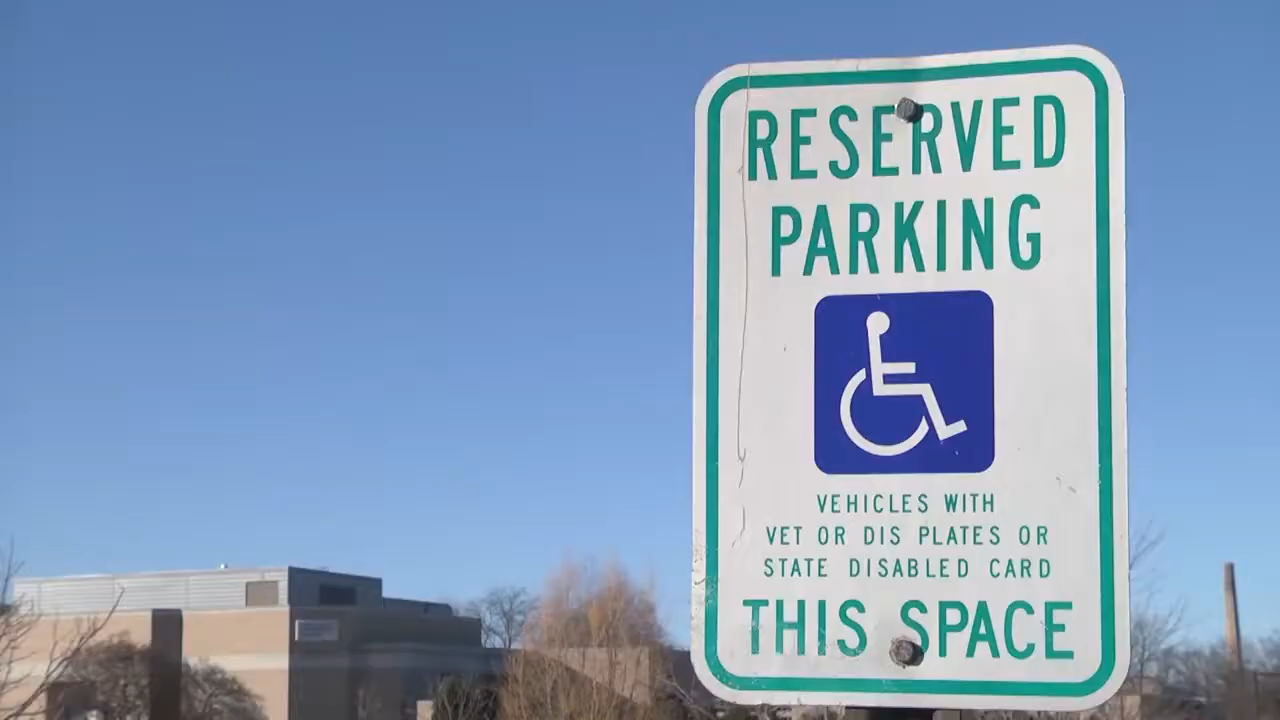 RESERVED
PARKING
VEHICLES WITH
VET OR DIS PLATES OR
STATE DISABLED CARD
THIS SPACE